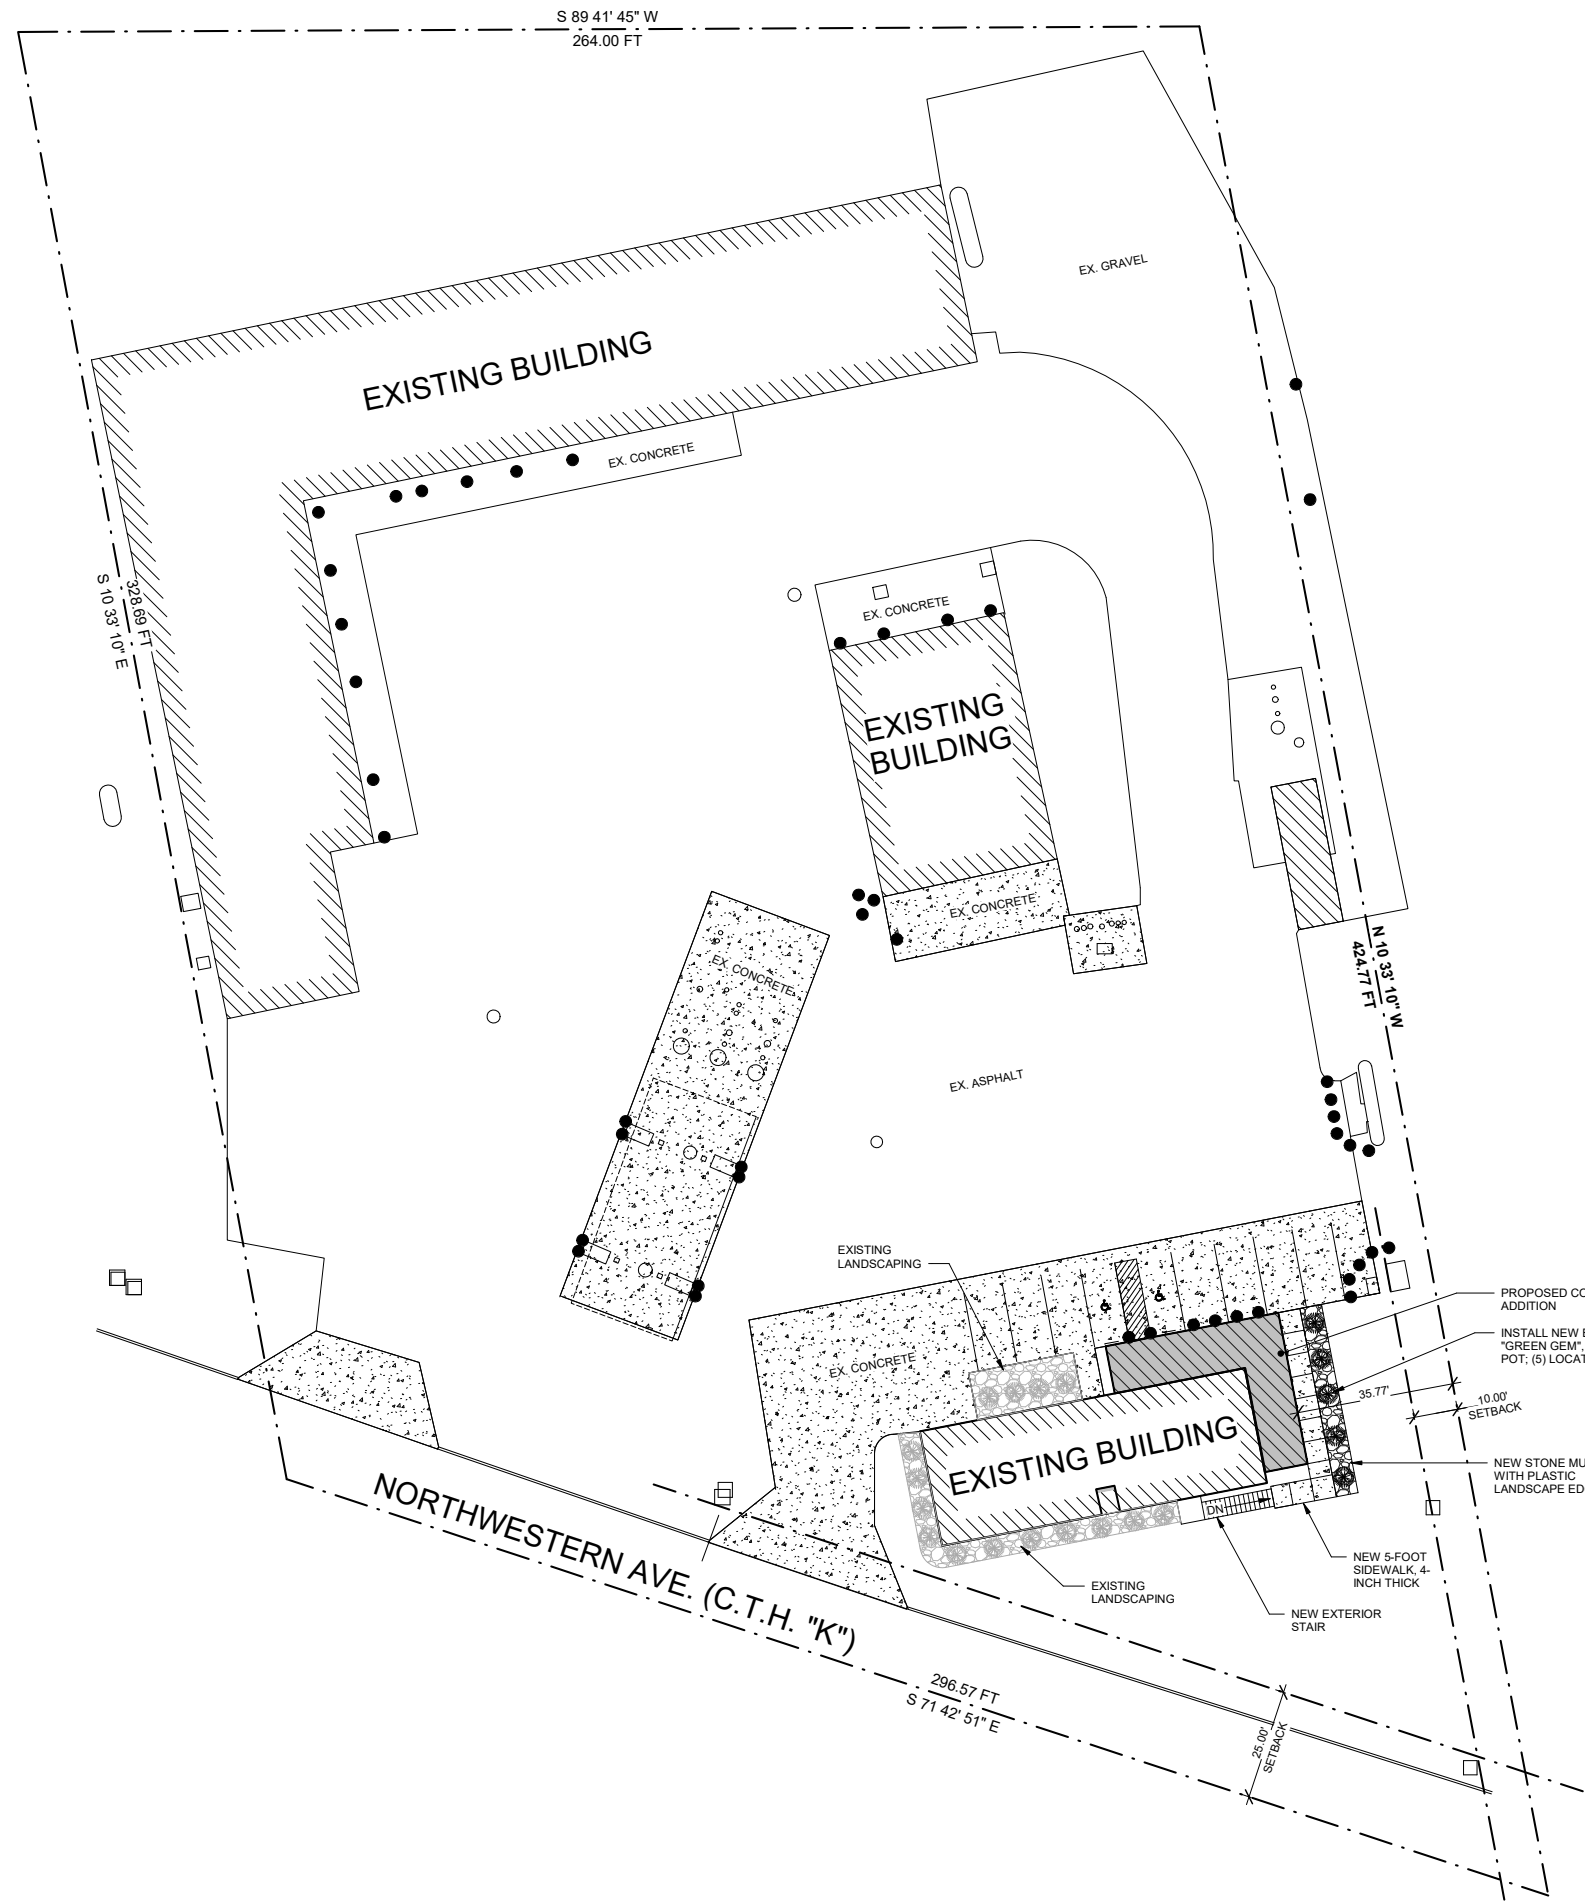 S 89 41' 45" W
264.00 FT
EX. GRAVEL
EXISTING BUILDING
EX. CONCRETE
328.69 FT
S 10 33' 10" E
EX. CONCRETE
EXISTING
BUILDING
EX. CONCRETE
EX. CONCRETE
N 10 33' 10" W
424.77 FT
EX. ASPHALT
EXISTING
LANDSCAPING
PROPOSED CO
ADDITION
INSTALL NEW
"GREEN GEM",
POT; (5) LOCAT
EX. CONCRETE
35.77'
10.00'
SETBACK
EXISTING BUILDING
NEW STONE MU
WITH PLASTIC
LANDSCAPE ED
DN
NORTHWESTERN AVE. (C.T.H. "K")
NEW 5-FOOT
SIDEWALK, 4-
INCH THICK
EXISTING
LANDSCAPING
NEW EXTERIOR
STAIR
296.57 FT
S 71 42' 51" E
25.00'
SETBACK